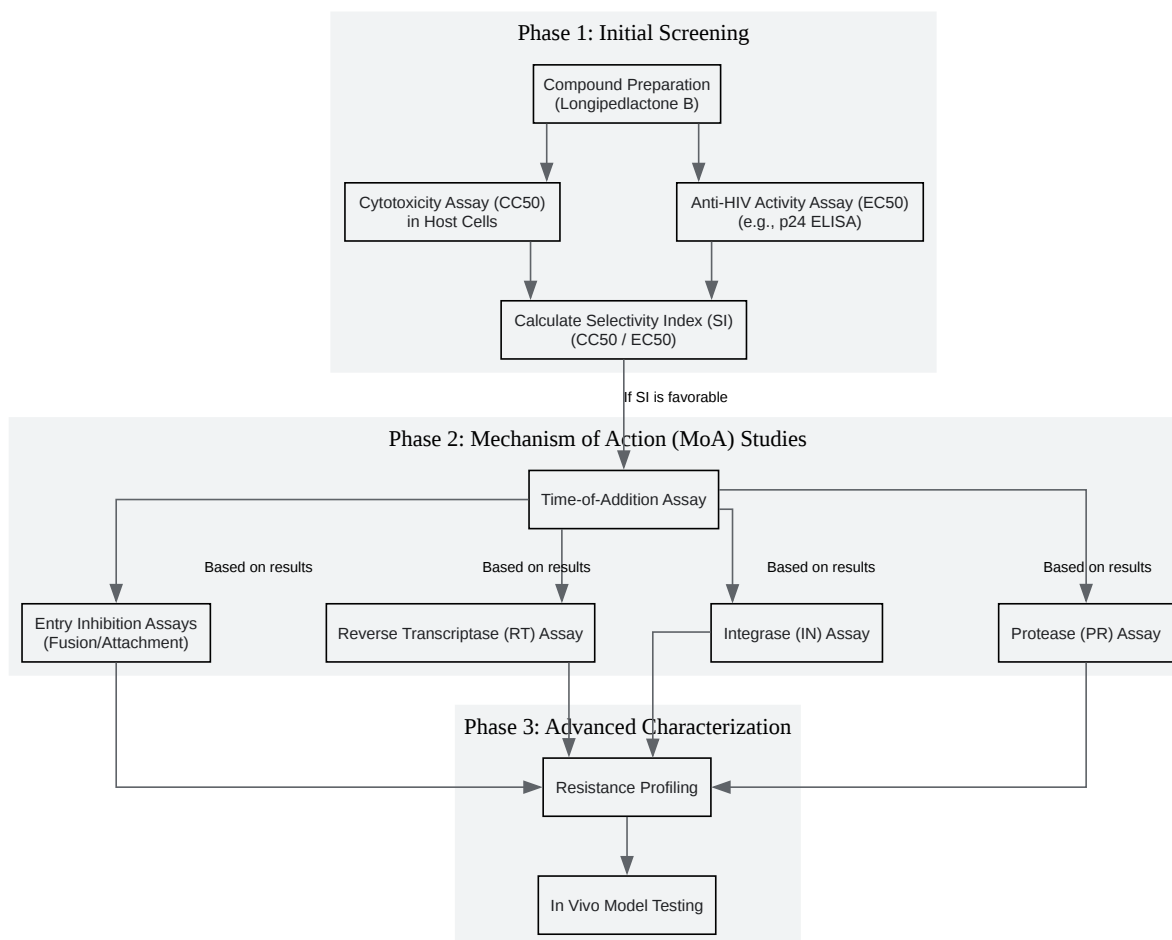 Phase 1: Initial Screening
Compound Preparation
(Longipedlactone B)
Cytotoxicity Assay (CC50)
in Host Cells
Anti-HIV Activity Assay (EC50)
(e.g., p24 ELISA)
Calculate Selectivity Index (SI)
(CC50 / EC50)
If SI is favorable
Phase 2: Mechanism of Action (MoA) Studies
Time-of-Addition Assay
Based on results
Based on results
Based on results
Based on results
Entry Inhibition Assays
(Fusion/Attachment)
Reverse Transcriptase (RT) Assay
Integrase (IN) Assay
Protease (PR) Assay
Phase 3: Advanced Characterization
Resistance Profiling
In Vivo Model Testing